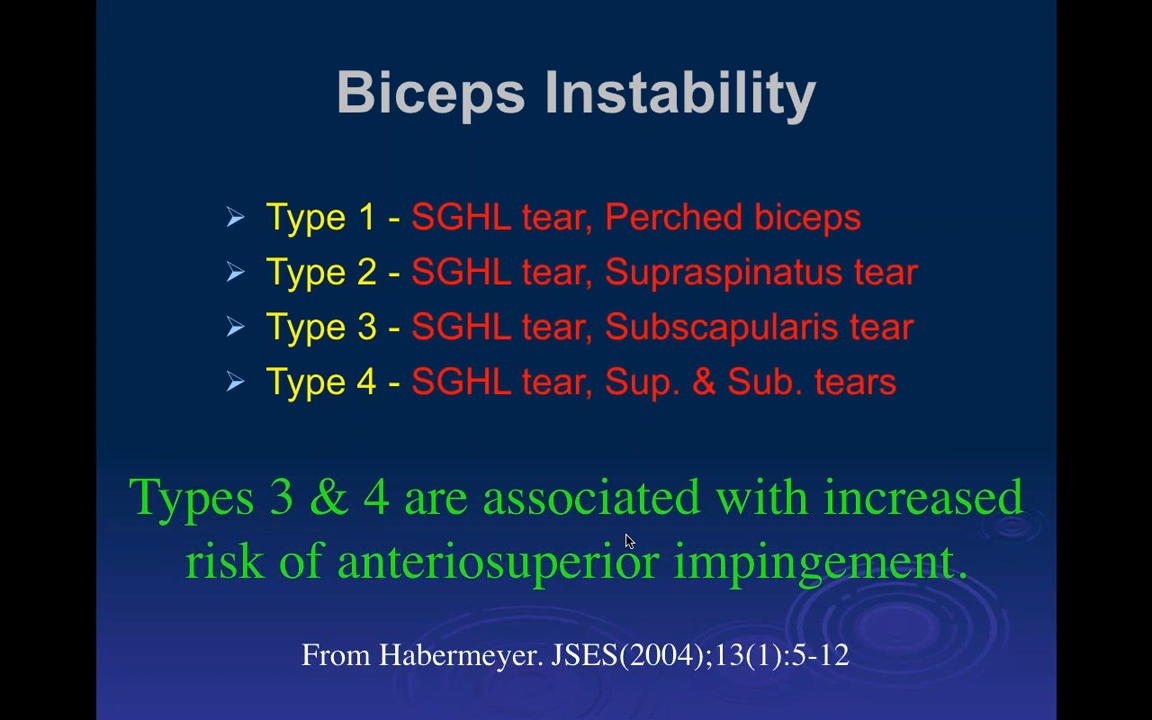 Biceps Instability
Type 1 - SGHL tear, Perched biceps
Type 2 - SGHL tear, Supraspinatus tear
Type 3 - SGHL tear, Subscapularis tear
Type 4 - SGHL tear, Sup. & Sub. tears
Types 3 & 4 are associated with increased
risk of anteriosuperior impingement.
From Habermeyer. JSES(2004);13(1):5-12